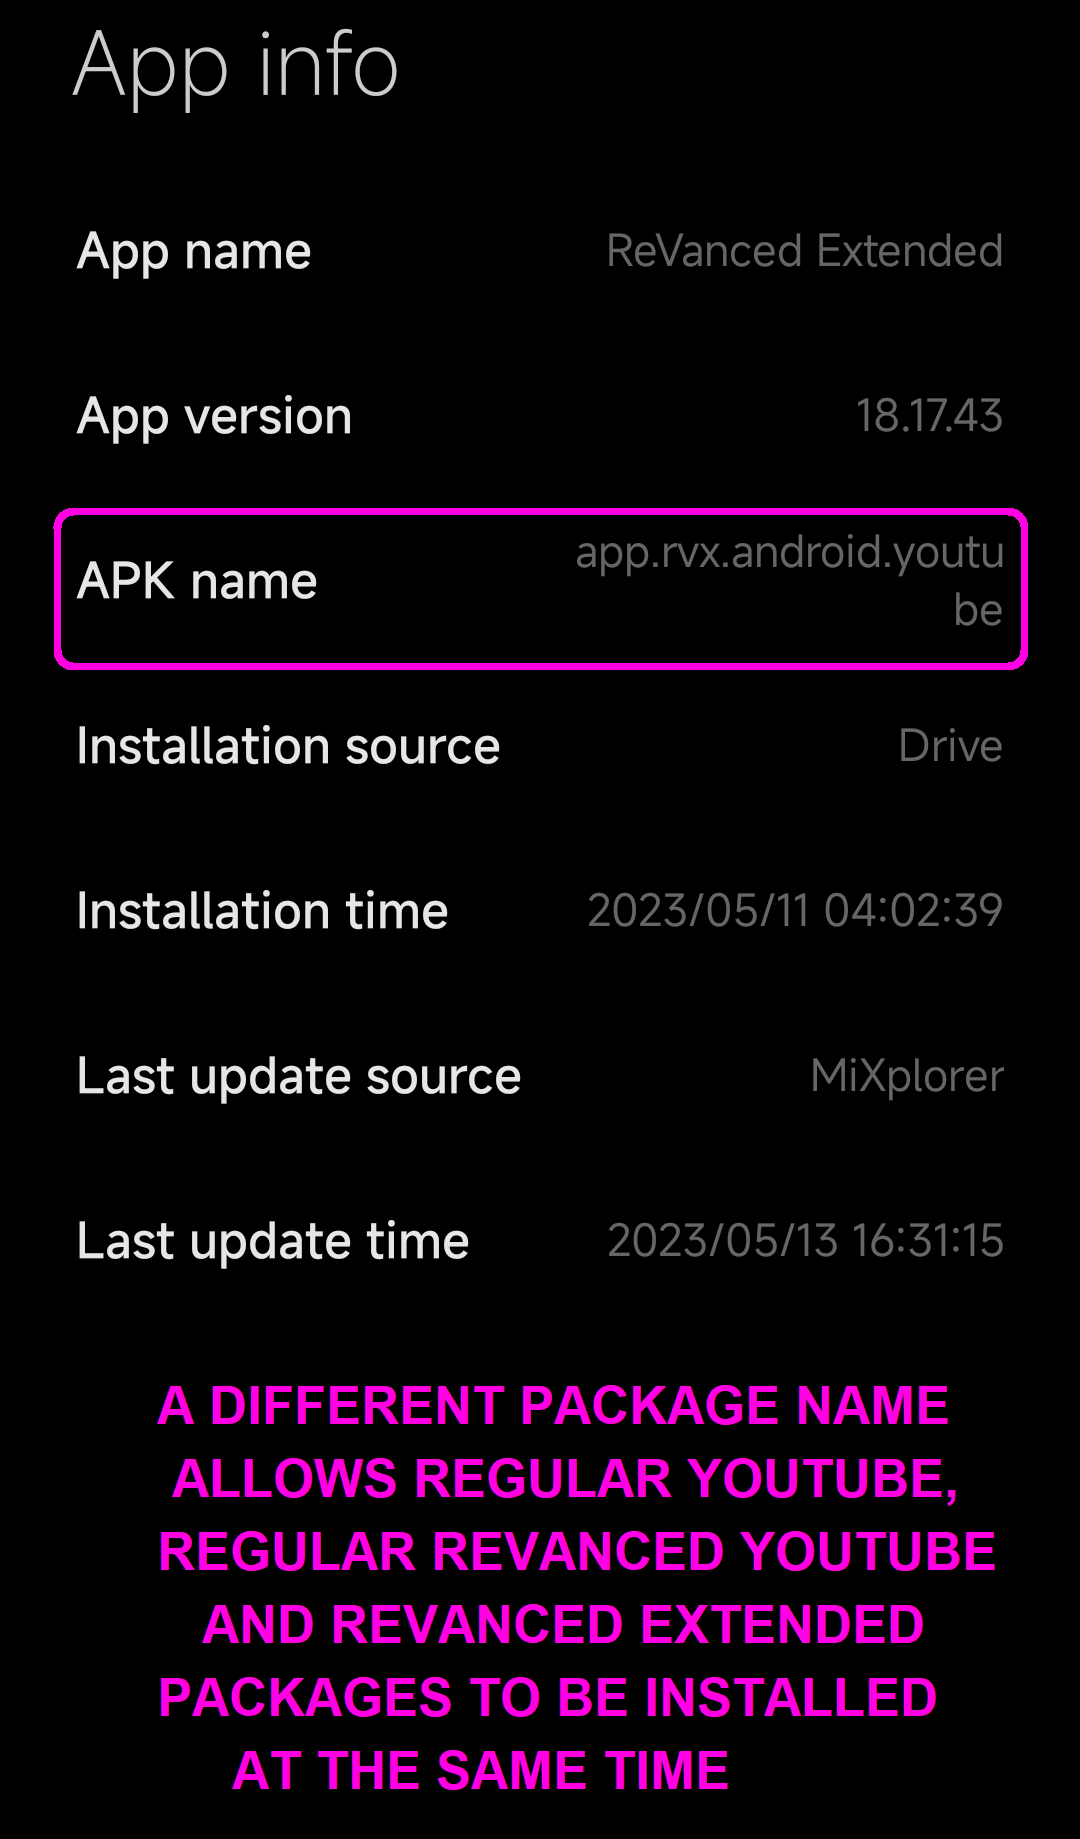 App info
App name ReVanced Extended
App version 18.17.43
APK name app.rvx.android.youtu
be
Installation source Drive
Installation time 2023/05/11 04:02:39
Last update source MiXplorer
Last update time 2023/05/13 16:31:15
A DIFFERENT PACKAGE NAME
ALLOWS REGULAR YOUTUBE,
REGULAR REVANCED YOUTUBE
AND REVANCED EXTENDED
PACKAGES TO BE INSTALLED
AT THE SAME TIME